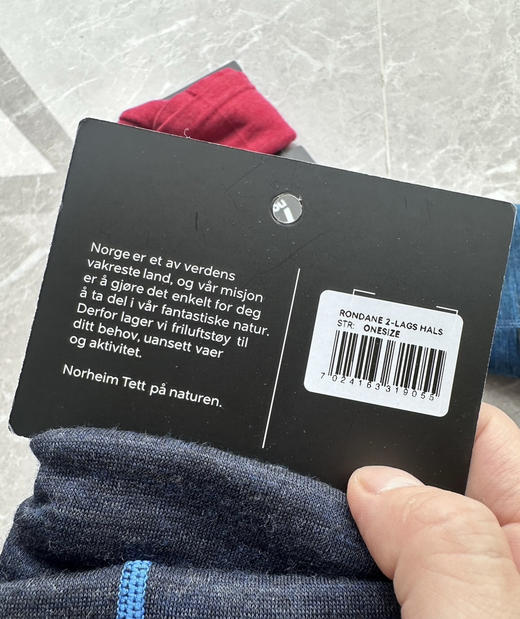 Norge er et av verdens
vakreste land, og vår misjon
er å gjøre det enkelt for deg
å ta del i vår fantastiske natur.
Derfor lager vi friluftstøy til
ditt behov, uansett vaer
og aktivitet.
Norheim Tett på naturen.
RONDANE 2-LAGS HALS
STR: ONESIZE
7024163319055